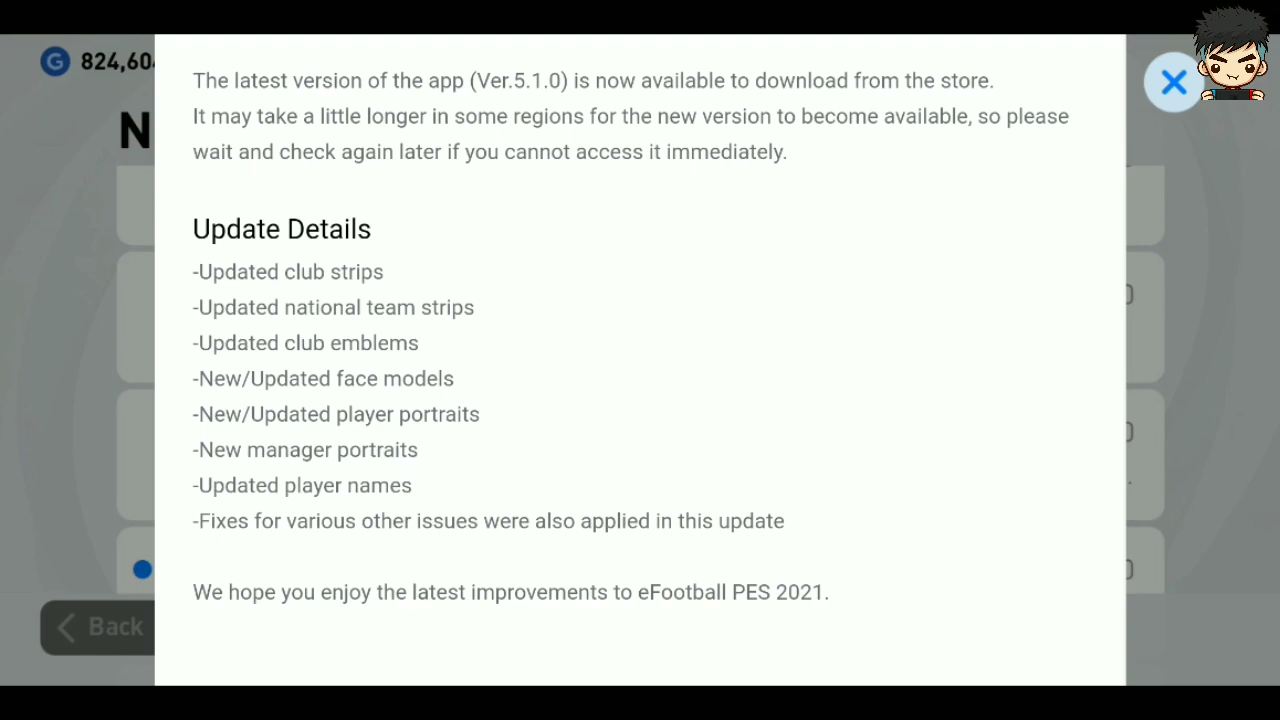 G 824,604
The latest version of the app (Ver.5.1.0) is now available to download from the store.
It may take a little longer in some regions for the new version to become available, so please
wait and check again later if you cannot access it immediately.
N
Update Details
-Updated club strips
-Updated national team strips
-Updated club emblems
-New/Updated face models
-New/Updated player portraits
-New manager portraits
-Updated player names
-Fixes for various other issues were also applied in this update
We hope you enjoy the latest improvements to eFootball PES 2021.
Back